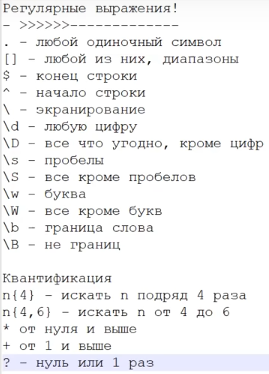 Регулярные выражения!
- >>>>>>-------------
. - любой одиночный символ
[] - любой из них, диапазоны
$ - конец строки
^ - начало строки
\ - экранирование
\d - любую цифру
\D - все что угодно, кроме цифр
\s - пробелы
\S - все кроме пробелов
\w - буква
\W - все кроме букв
\b - граница слова
\B - не границ
Квантификация
n{4} - искать n подряд 4 раза
n{4,6} - искать n от 4 до 6
* от нуля и выше
+ от 1 и выше
? - нуль или 1 раз